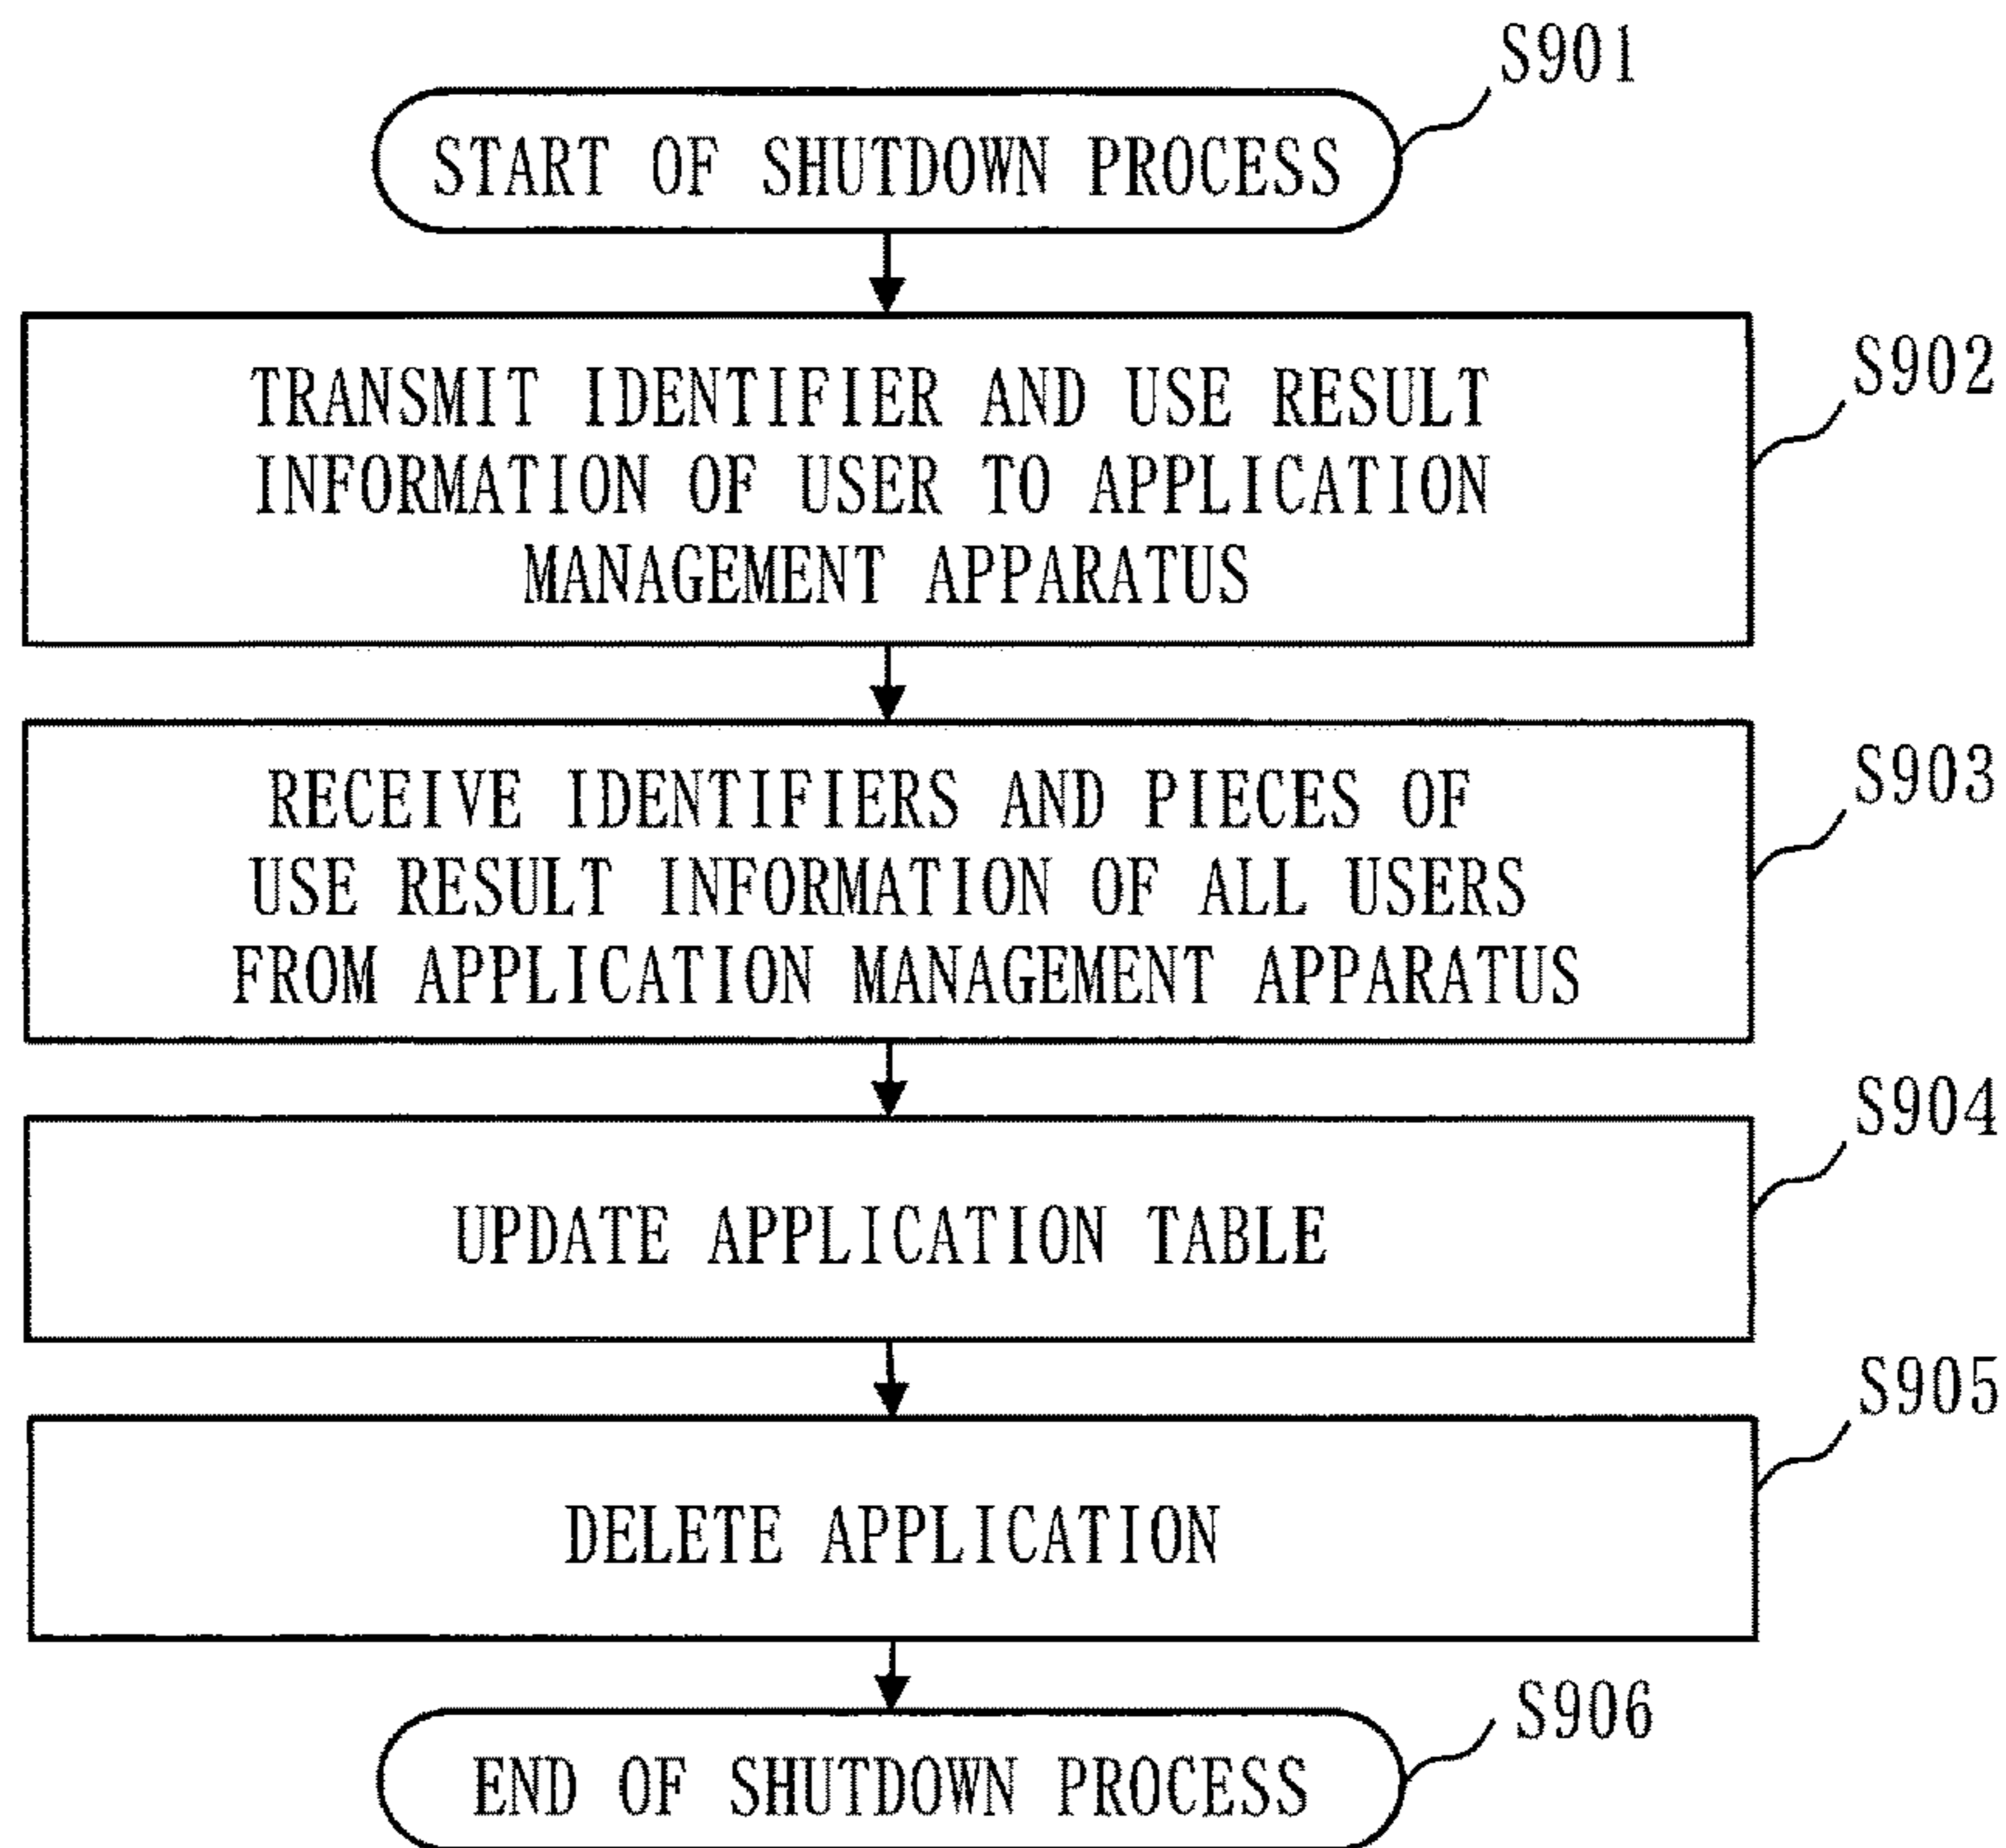 S901
START OF SHUTDOWN PROCESS
S902
TRANSMIT IDENTIFIER AND USE RESULT
INFORMATION OF USER TO APPLICATION
MANAGEMENT APPARATUS
S903
RECEIVE IDENTIFIERS AND PIECES OF
USE RESULT INFORMATION OF ALL USERS
FROM APPLICATION MANAGEMENT APPARATUS
S904
UPDATE APPLICATION TABLE
S905
DELETE APPLICATION
S906
END OF SHUTDOWN PROCESS